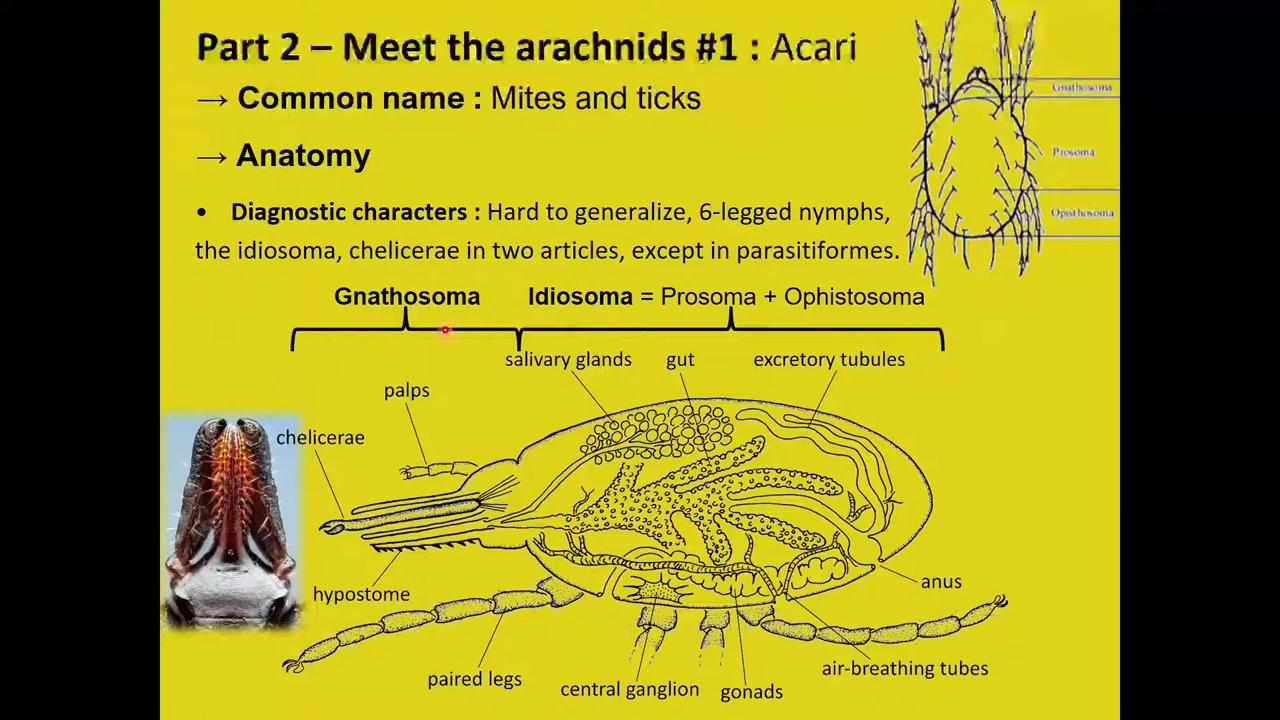 Part 2 – Meet the arachnids #1 : Acari
→ Common name : Mites and ticks
→ Anatomy
• Diagnostic characters : Hard to generalize, 6-legged nymphs,
the idiosoma, chelicerae in two articles, except in parasitiformes.
Gnathosoma
Prosoma
Opisthosoma
Gnathosoma
Idiosoma = Prosoma + Ophistosoma
salivary glands
gut
excretory tubules
palps
chelicerae
hypostome
anus
paired legs
central ganglion
gonads
air-breathing tubes